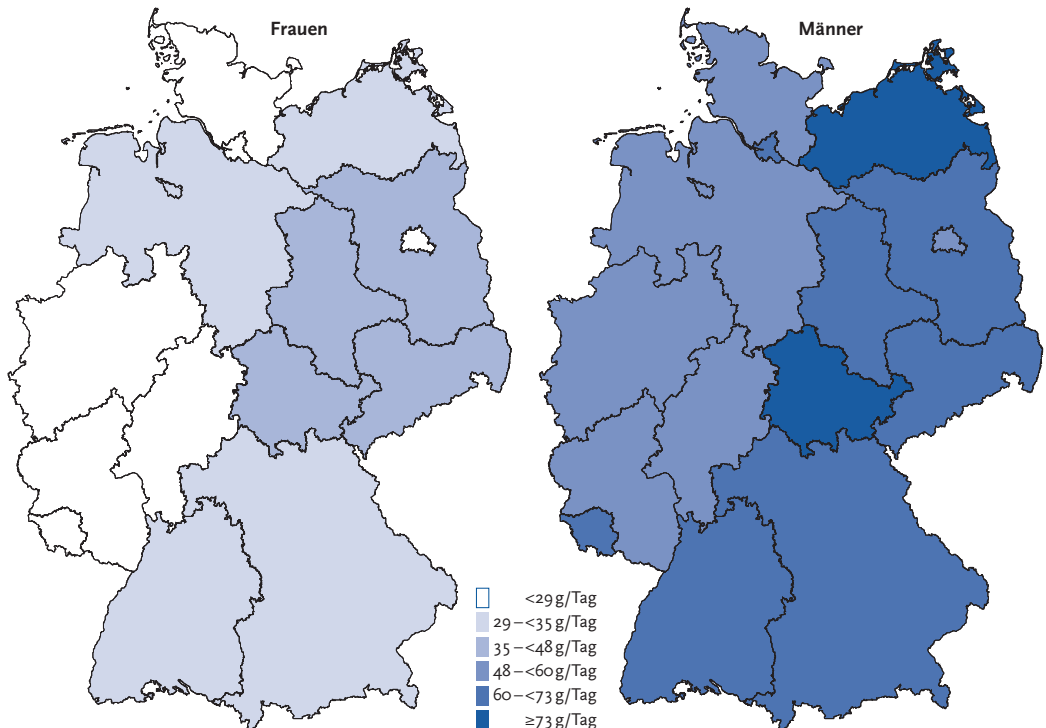 Frauen
Männer
<29 g/Tag
29 – <35 g/Tag
35 – <48 g/Tag
48 – <60 g/Tag
60 – <73 g/Tag
≥73 g/Tag